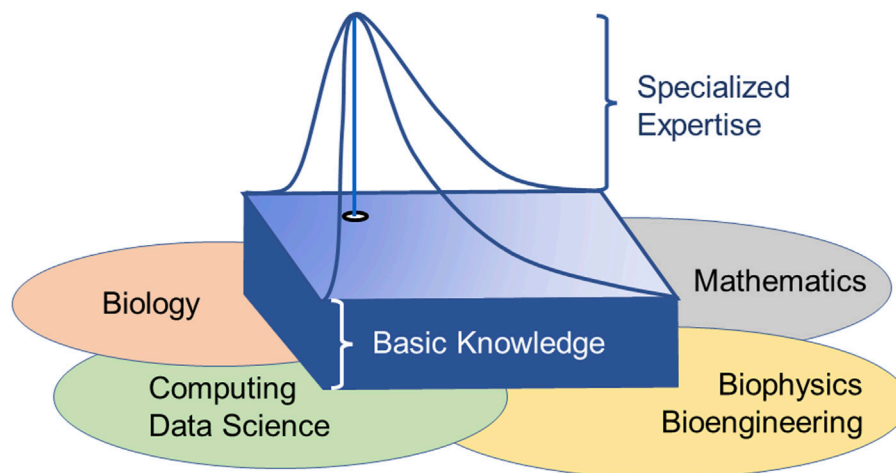 Specialized
Expertise
Mathematics
Biology
Basic Knowledge
Computing
Data Science
Biophysics
Bioengineering